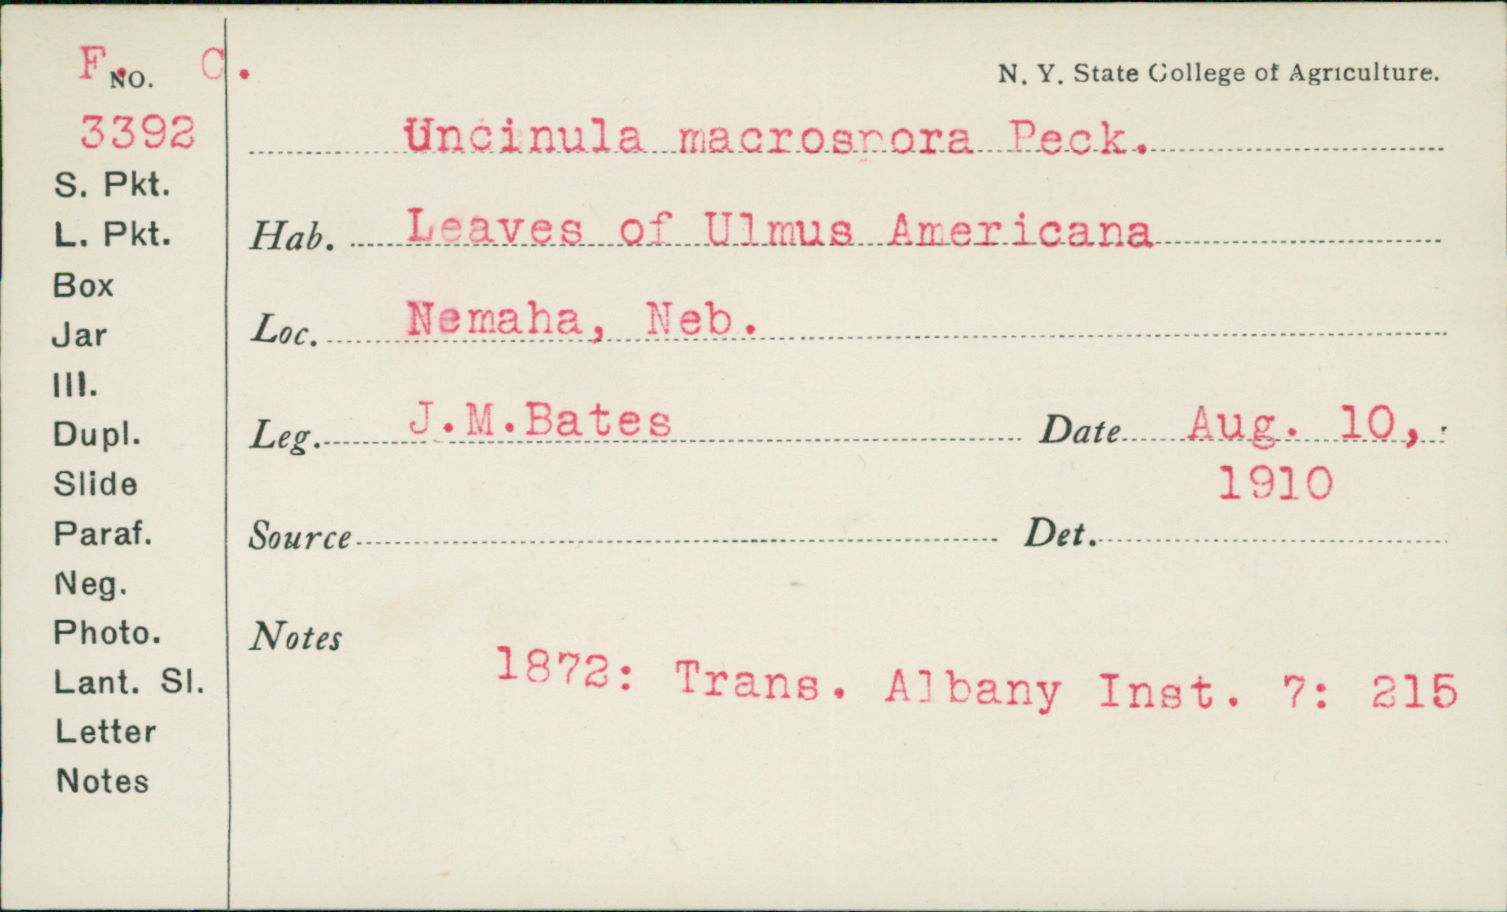 F. C.
NO.
N. Y. State College of Agriculture.
3392
Uncinula macrospora Peck.
S. Pkt.
L. Pkt.
Hab. Leaves of Ulmus Americana
Box
Jar
Loc. Nemaha, Neb.
Ill.
Dupl.
Leg. J.M.Bates Date Aug. 10,
Slide
1910
Paraf.
Source Det.
Neg.
Photo.
Notes
Lant. Sl.
1872: Trans. Albany Inst. 7: 215
Letter
Notes